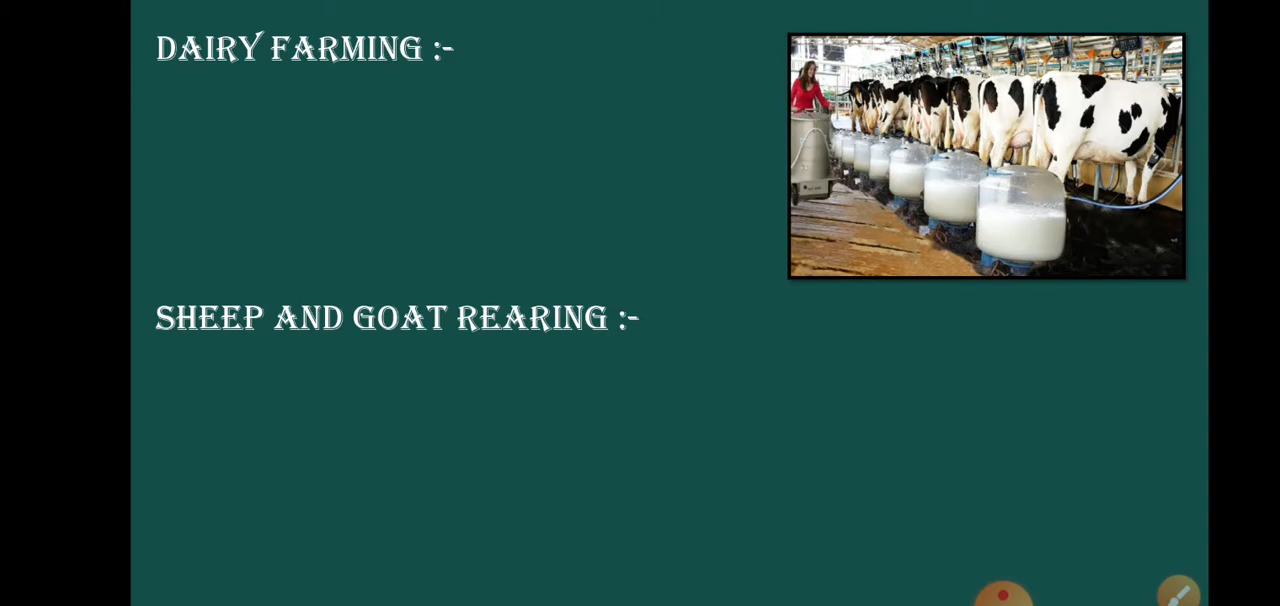 DAIRY FARMING :-
SHEEP AND GOAT REARING :-